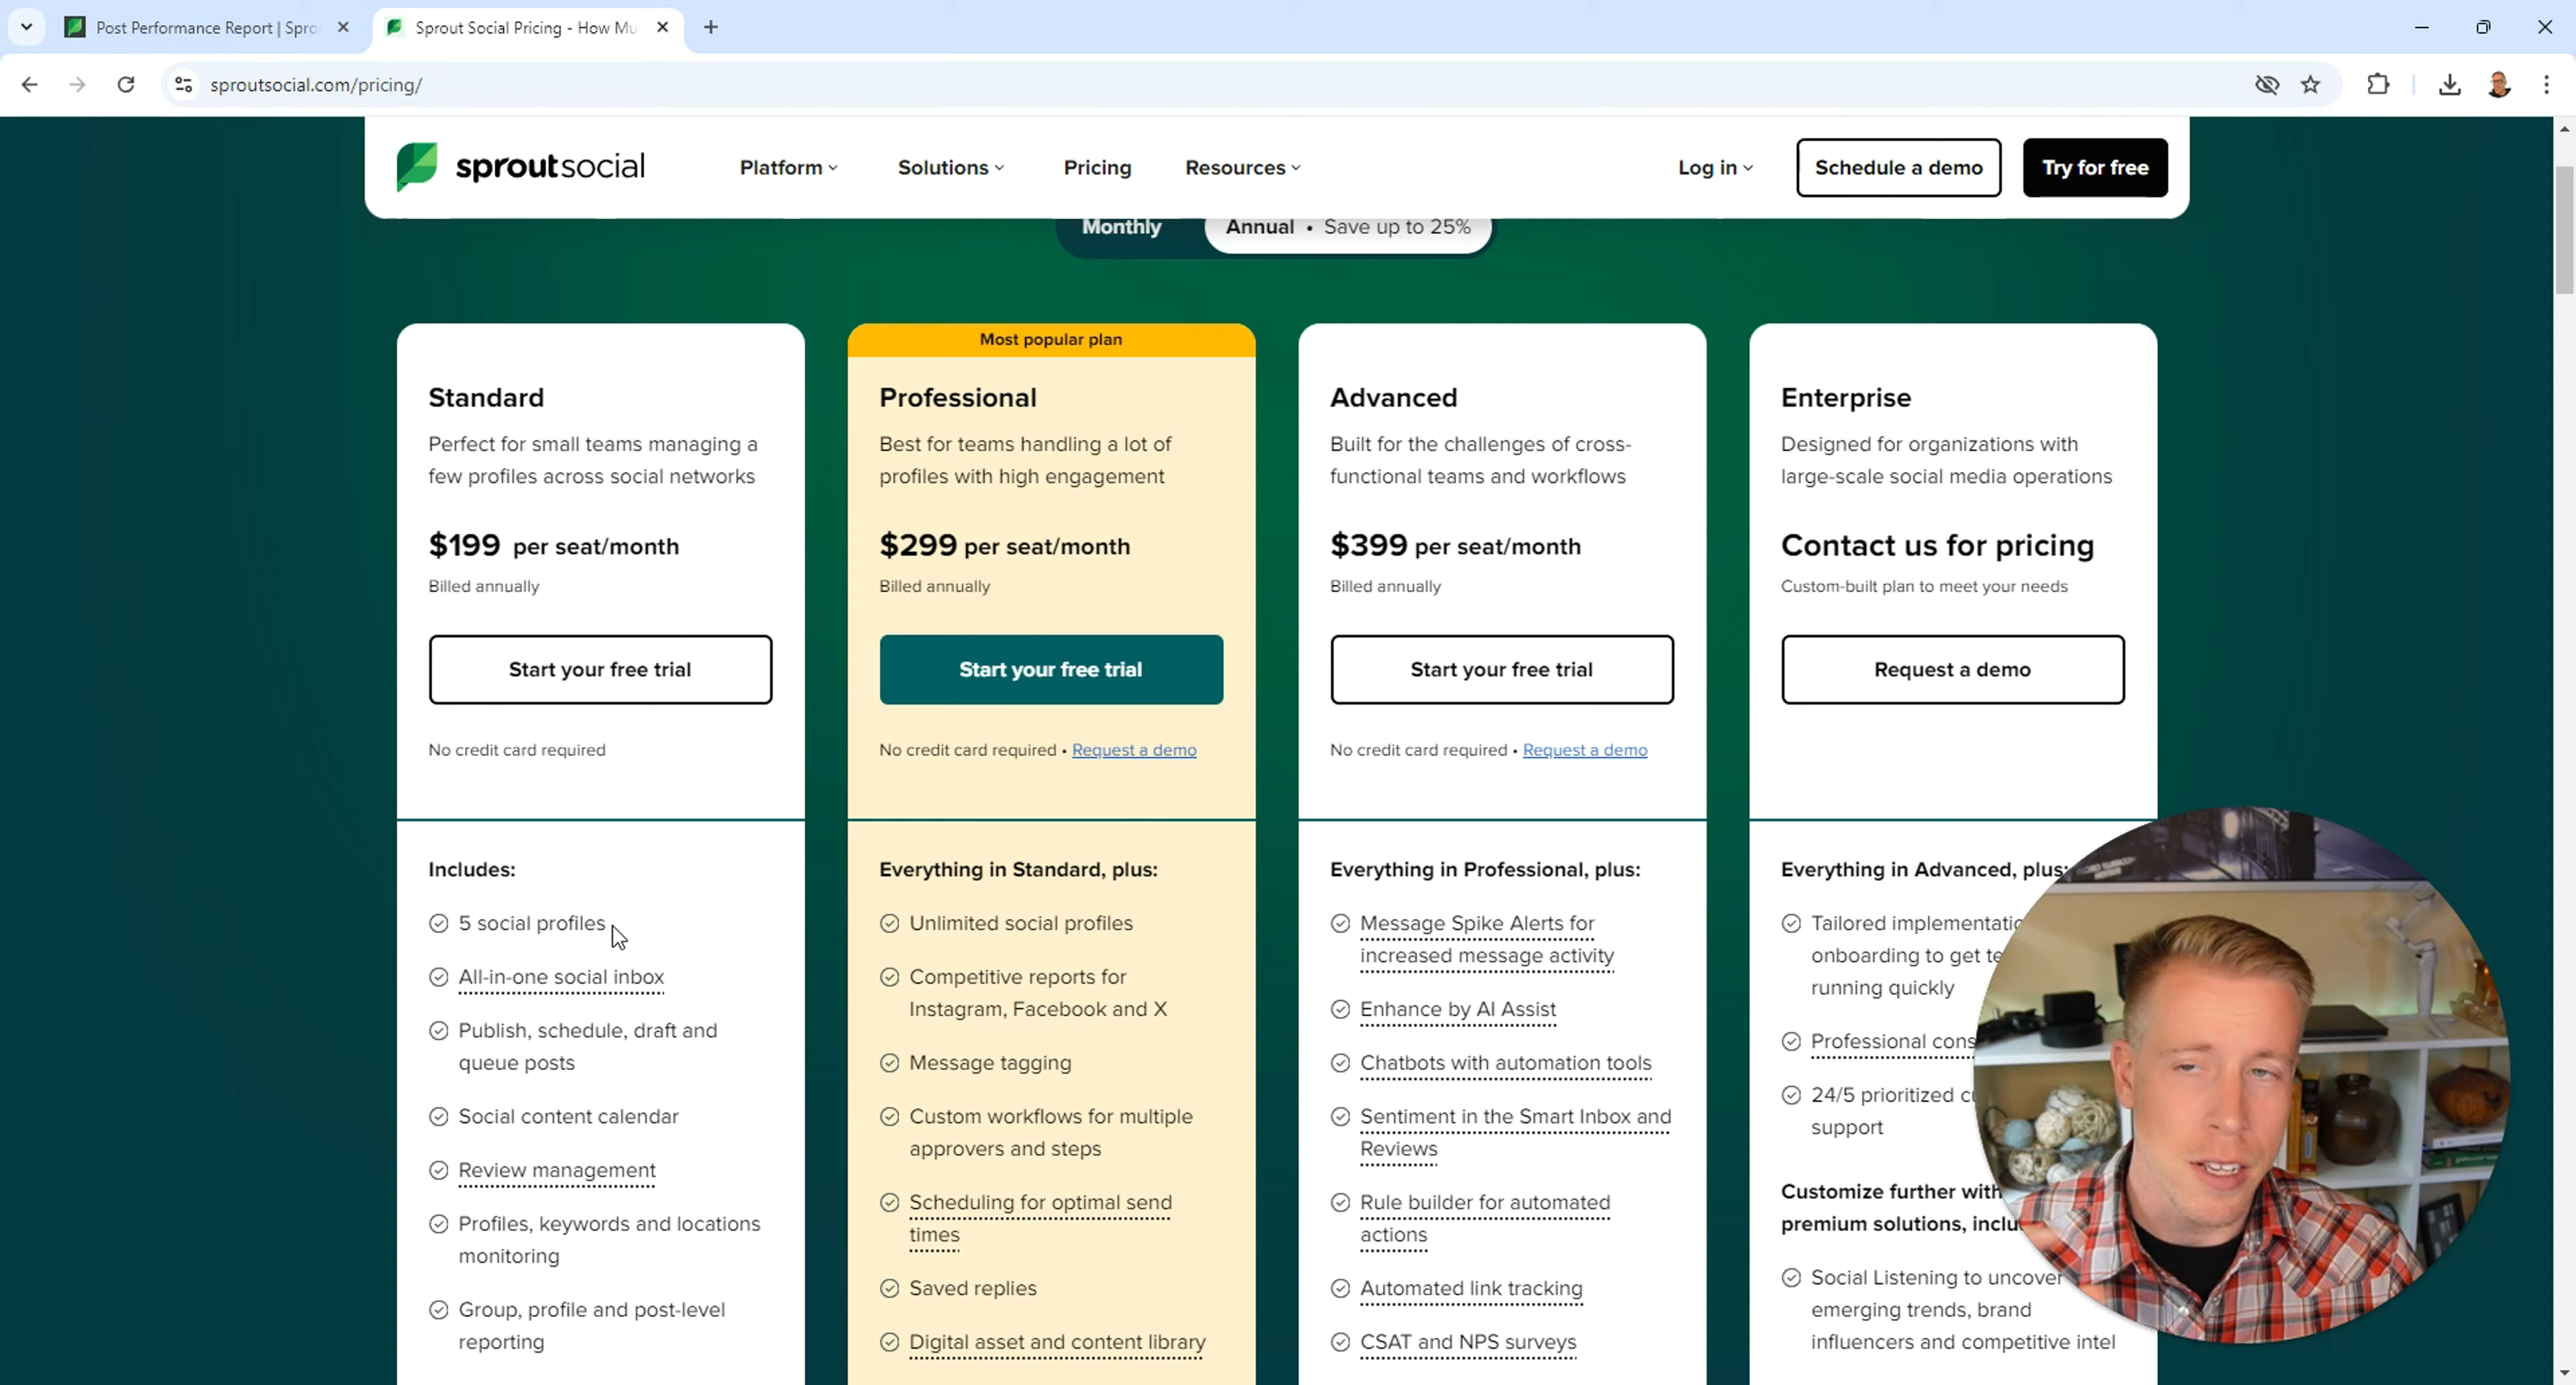 Post Performance Report | Spro
Sprout Social Pricing - How Mu
sproutsocial.com/pricing/
sproutsocial
Platform
Solutions
Pricing
Resources
Log in
Schedule a demo
Try for free
Monthly
Annual • Save up to 25%
Standard
Perfect for small teams managing a
few profiles across social networks
$199 per seat/month
Billed annually
Start your free trial
No credit card required
Includes:
5 social profiles
All-in-one social inbox
Publish, schedule, draft and
queue posts
Social content calendar
Review management
Profiles, keywords and locations
monitoring
Group, profile and post-level
reporting
Most popular plan
Professional
Best for teams handling a lot of
profiles with high engagement
$299 per seat/month
Billed annually
Start your free trial
No credit card required • Request a demo
Everything in Standard, plus:
Unlimited social profiles
Competitive reports for
Instagram, Facebook and X
Message tagging
Custom workflows for multiple
approvers and steps
Scheduling for optimal send
times
Saved replies
Digital asset and content library
Advanced
Built for the challenges of cross-
functional teams and workflows
$399 per seat/month
Billed annually
Start your free trial
No credit card required • Request a demo
Everything in Professional, plus:
Message Spike Alerts for
increased message activity
Enhance by AI Assist
Chatbots with automation tools
Sentiment in the Smart Inbox and
Reviews
Rule builder for automated
actions
Automated link tracking
CSAT and NPS surveys
Enterprise
Designed for organizations with
large-scale social media operations
Contact us for pricing
Custom-built plan to meet your needs
Request a demo
Everything in Advanced, plus:
Tailored implementatio
onboarding to get te
running quickly
Professional cons
24/5 prioritized cu
support
Customize further with
premium solutions, inclu
Social Listening to uncover
emerging trends, brand
influencers and competitive intel